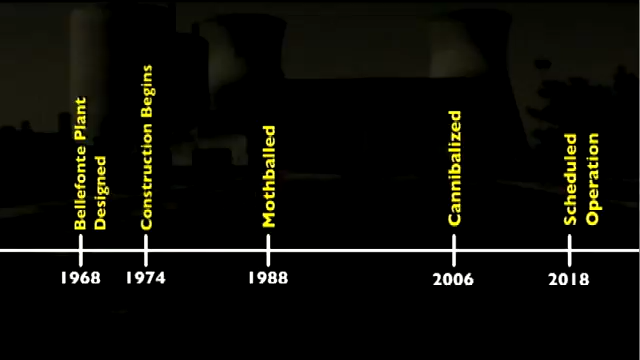 Bellefonte Plant
Designed
Construction Begins
Mothballed
Cannibalized
Scheduled
Operation
1968
1974
1988
2006
2018